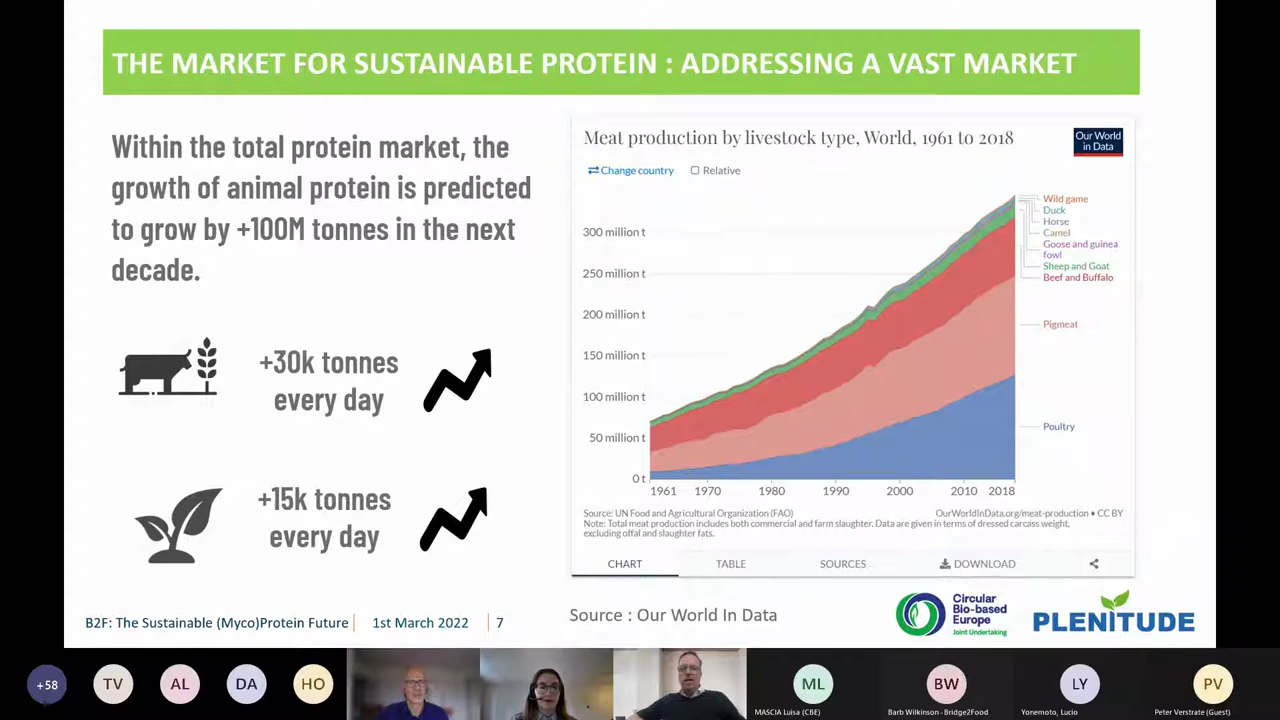 THE MARKET FOR SUSTAINABLE PROTEIN : ADDRESSING A VAST MARKET
Within the total protein market, the
growth of animal protein is predicted
to grow by +100M tonnes in the next
decade.
+30k tonnes
every day
+15k tonnes
every day
Meat production by livestock type, World, 1961 to 2018
Our World
in Data
Change country
Relative
300 million t
250 million t
200 million t
150 million t
100 million t
50 million t
0 t
1961
1970
1980
1990
2000
2010
2018
Wild game
Duck
Horse
Camel
Goose and guinea
fowl
Sheep and Goat
Beef and Buffalo
Pigmeat
Poultry
Source: UN Food and Agricultural Organization (FAO)
OurWorldInData.org/meat-production • CC BY
Note: Total meat production includes both commercial and farm slaughter. Data are given in terms of dressed carcass weight,
excluding offal and slaughter fats.
CHART
TABLE
SOURCES
DOWNLOAD
Source : Our World In Data
B2F: The Sustainable (Myco)Protein Future
1st March 2022
7
Circular
Bio-based
Europe
Joint Undertaking
PLENITUDE
+58
TV
AL
DA
HO
ML
MASCIA Luisa (CBE)
BW
Barb Wilkinson - Bridge2Food
LY
Yonemoto, Lucio
PV
Peter Verstrate (Guest)